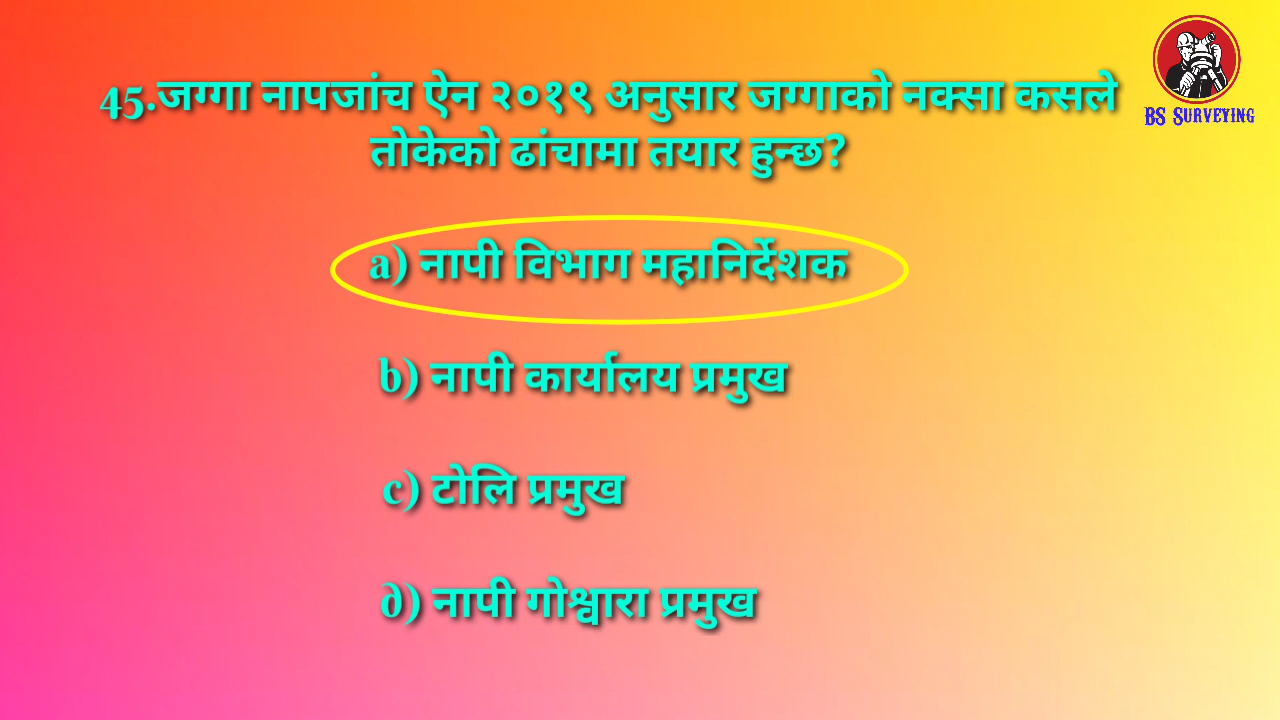 BS SURVEYING
45.जग्गा नापजांच ऐन २०१९ अनुसार जग्गाको नक्सा कसले
तोकेको ढांचामा तयार हुन्छ?
a) नापी विभाग महानिर्देशक
b) नापी कार्यालय प्रमुख
c) टोलि प्रमुख
d) नापी गोश्वारा प्रमुख